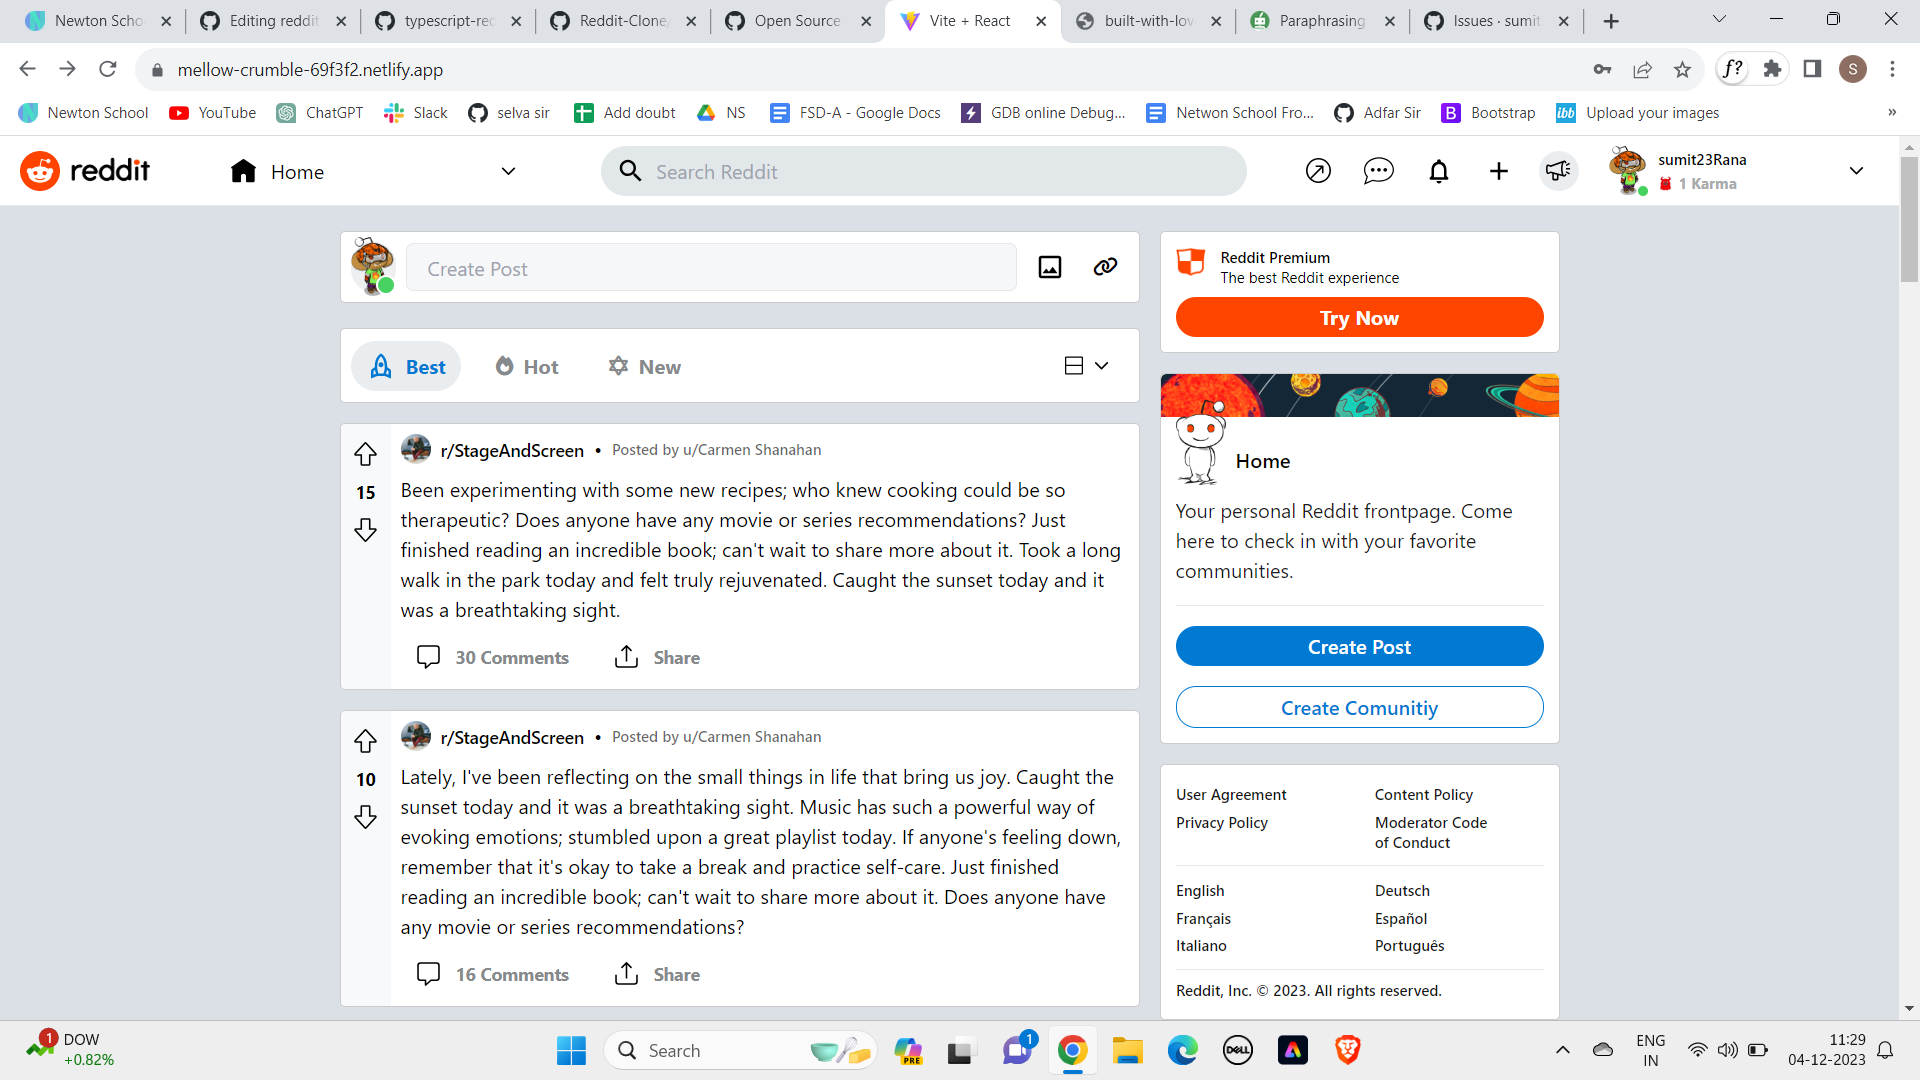 Newton Scho
Editing reddit
typescript-rec
Reddit-Clone/
Open Source
Vite + React
built-with-lov
Paraphrasing
Issues · sumit
mellow-crumble-69f3f2.netlify.app
f?
S
Newton School
YouTube
ChatGPT
Slack
selva sir
Add doubt
NS
FSD-A - Google Docs
GDB online Debug...
Netwon School Fro...
Adfar Sir
B Bootstrap
ibb Upload your images
»
reddit
Home
Search Reddit
sumit23Rana
1 Karma
Create Post
Best
Hot
New
r/StageAndScreen • Posted by u/Carmen Shanahan
15
Been experimenting with some new recipes; who knew cooking could be so
therapeutic? Does anyone have any movie or series recommendations? Just
finished reading an incredible book; can't wait to share more about it. Took a long
walk in the park today and felt truly rejuvenated. Caught the sunset today and it
was a breathtaking sight.
30 Comments
Share
r/StageAndScreen • Posted by u/Carmen Shanahan
10
Lately, I've been reflecting on the small things in life that bring us joy. Caught the
sunset today and it was a breathtaking sight. Music has such a powerful way of
evoking emotions; stumbled upon a great playlist today. If anyone's feeling down,
remember that it's okay to take a break and practice self-care. Just finished
reading an incredible book; can't wait to share more about it. Does anyone have
any movie or series recommendations?
16 Comments
Share
Reddit Premium
The best Reddit experience
Try Now
Home
Your personal Reddit frontpage. Come
here to check in with your favorite
communities.
Create Post
Create Comunitiy
User Agreement
Content Policy
Privacy Policy
Moderator Code
of Conduct
English
Deutsch
Français
Español
Italiano
Português
Reddit, Inc. © 2023. All rights reserved.
1
DOW
+0.82%
Search
PRE
1
DELL
ENG
IN
11:29
04-12-2023